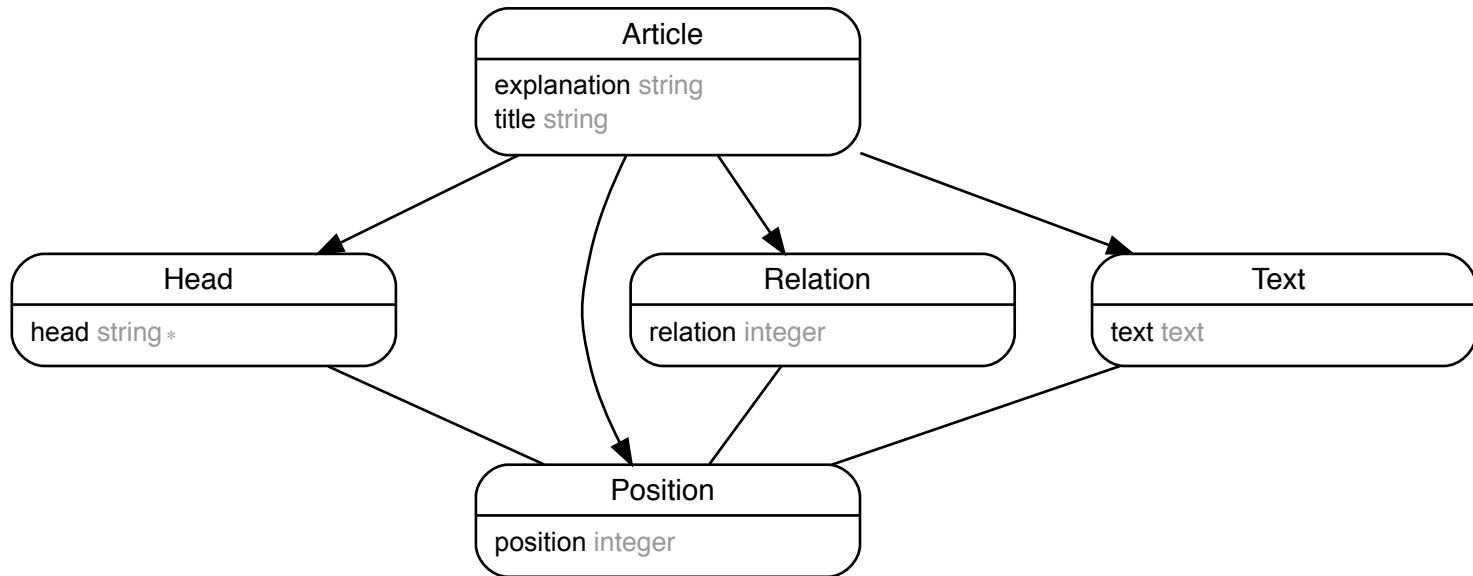 Article
explanation string
title string
Head
head string *
Relation
relation integer
Text
text text
Position
position integer